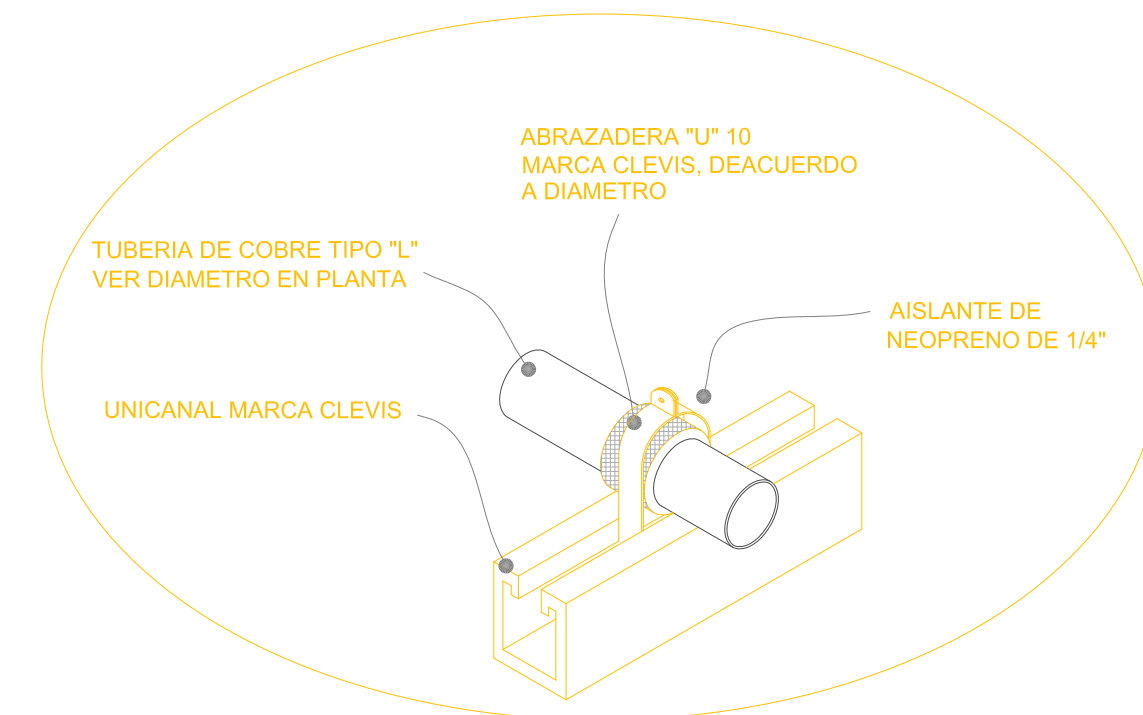 ABRAZADERA "U" 10
MARCA CLEVIS, DEACUERDO
A DIAMETRO
TUBERIA DE COBRE TIPO "L"
VER DIAMETRO EN PLANTA
AISLANTE DE
NEOPRENO DE 1/4"
UNICANAL MARCA CLEVIS